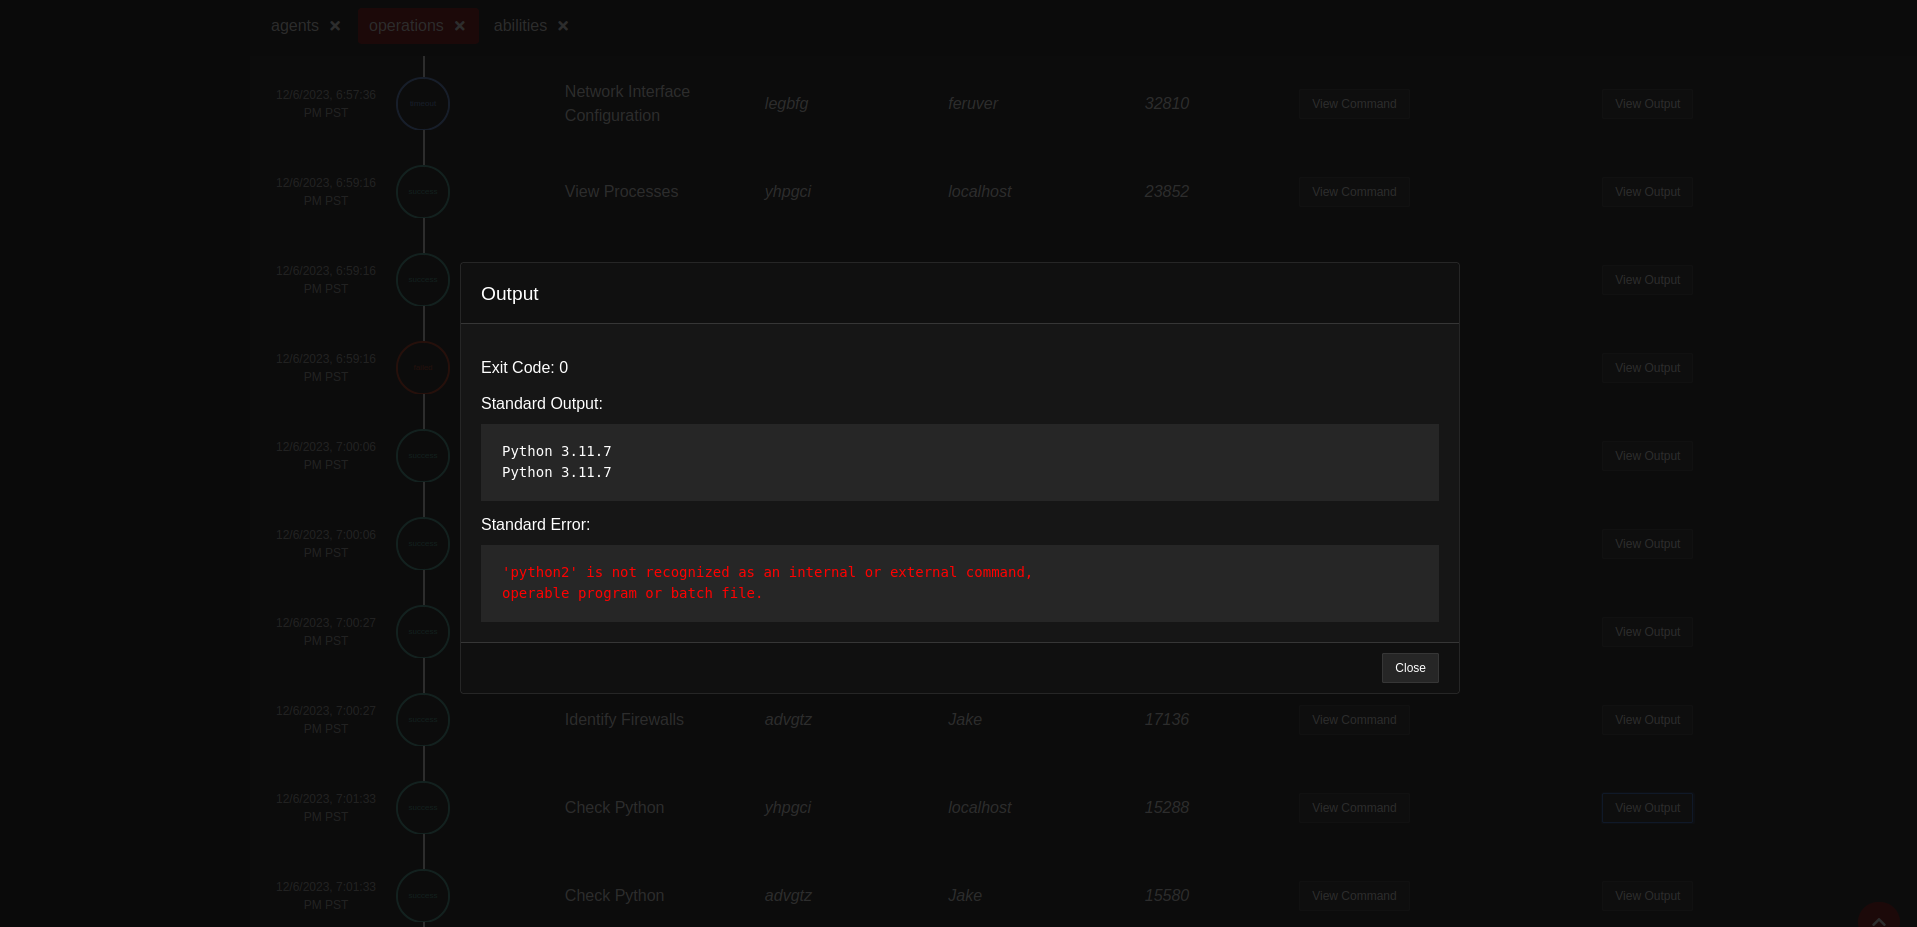 agents
operations
abilities
12/6/2023, 6:57:36
PM PST
Network Interface
Configuration
legbfg
feruver
32810
View Command
View Output
12/6/2023, 6:59:16
PM PST
View Processes
yhpgci
localhost
23852
View Command
View Output
12/6/2023, 6:59:16
PM PST
View Output
12/6/2023, 6:59:16
PM PST
View Output
12/6/2023, 7:00:06
PM PST
View Output
12/6/2023, 7:00:06
PM PST
View Output
12/6/2023, 7:00:27
PM PST
View Output
Output
Exit Code: 0
Standard Output:
Python 3.11.7
Python 3.11.7
Standard Error:
'python2' is not recognized as an internal or external command,
operable program or batch file.
Close
12/6/2023, 7:00:27
PM PST
Identify Firewalls
advgtz
Jake
17136
View Command
View Output
12/6/2023, 7:01:33
PM PST
Check Python
yhpgci
localhost
15288
View Command
View Output
12/6/2023, 7:01:33
PM PST
Check Python
advgtz
Jake
15580
View Command
View Output